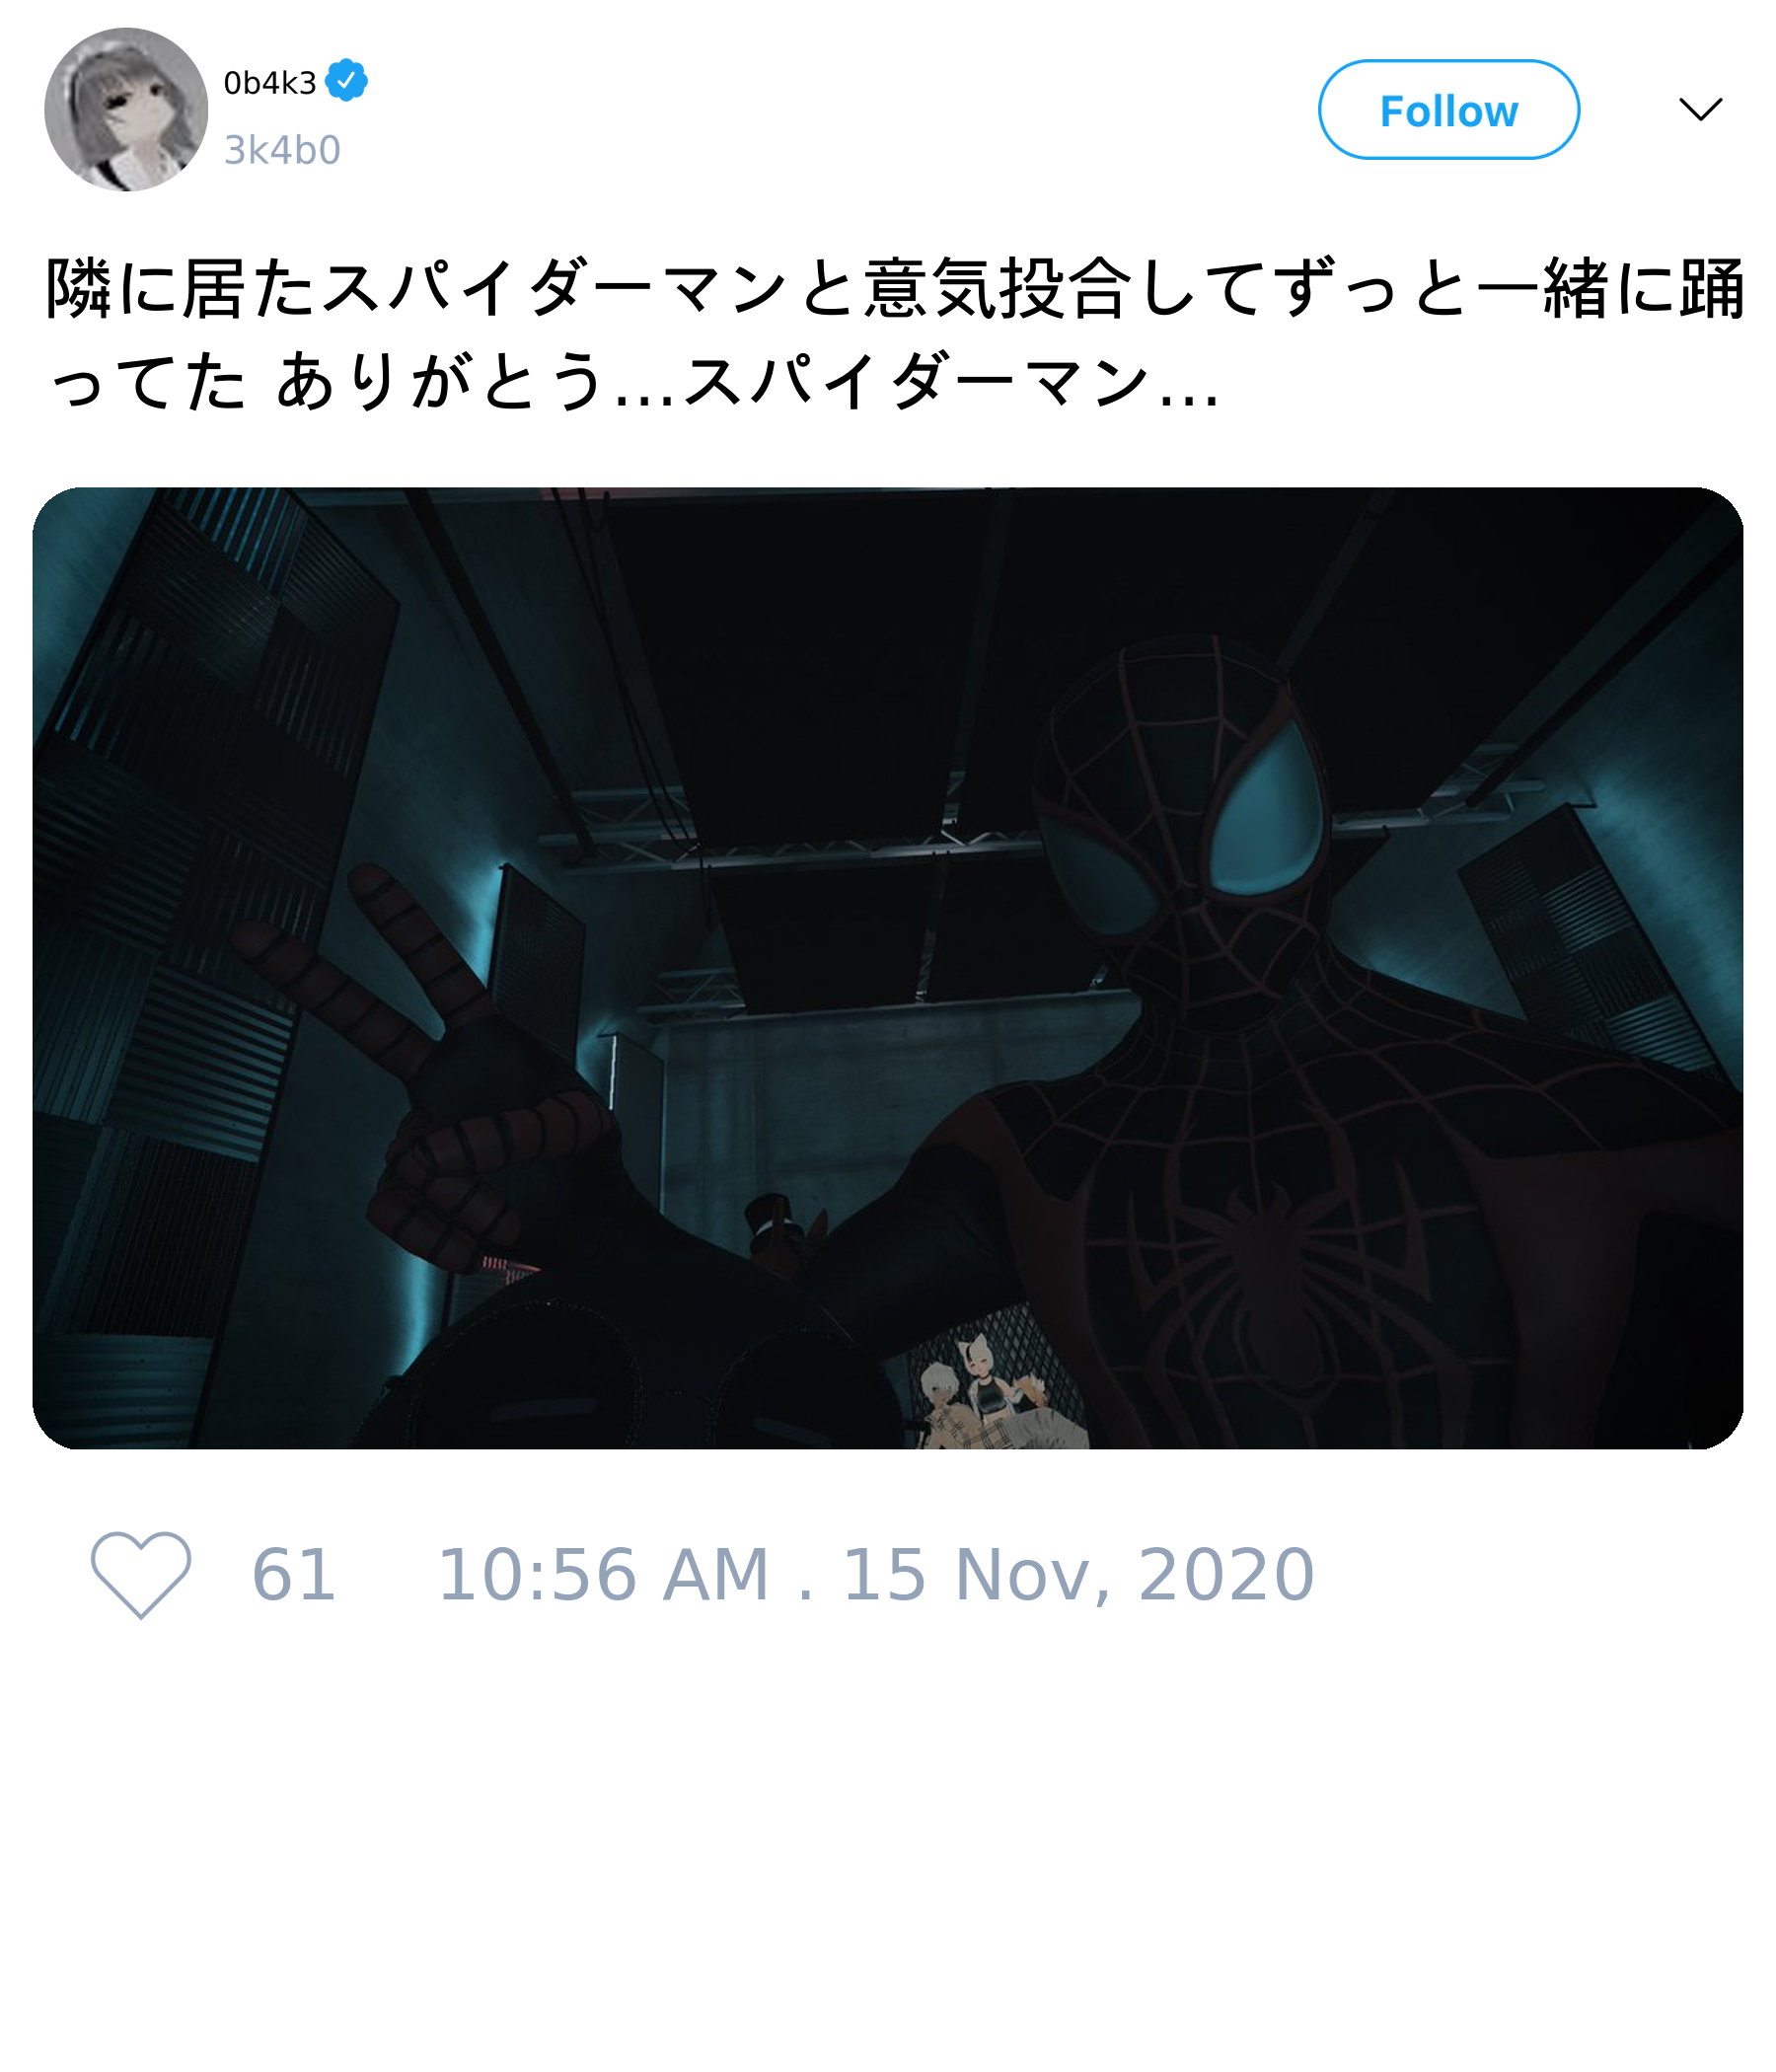 0b4k3
3k4b0
Follow
隣に居たスパイダーマンと意気投合してずっと一緒に踊
ってた ありがとう…スパイダーマン…
61
10:56 AM . 15 Nov, 2020